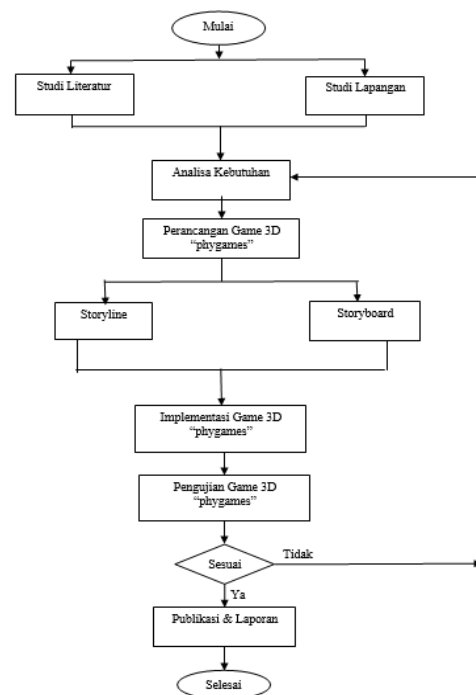 Mulai
Studi Literatur
Studi Lapangan
Analisa Kebutuhan
Perancangan Game 3D
“phygames”
Storyline
Storyboard
Implementasi Game 3D
“phygames”
Pengujian Game 3D
“phygames”
Sesuai
Tidak
Ya
Publikasi & Laporan
Selesai